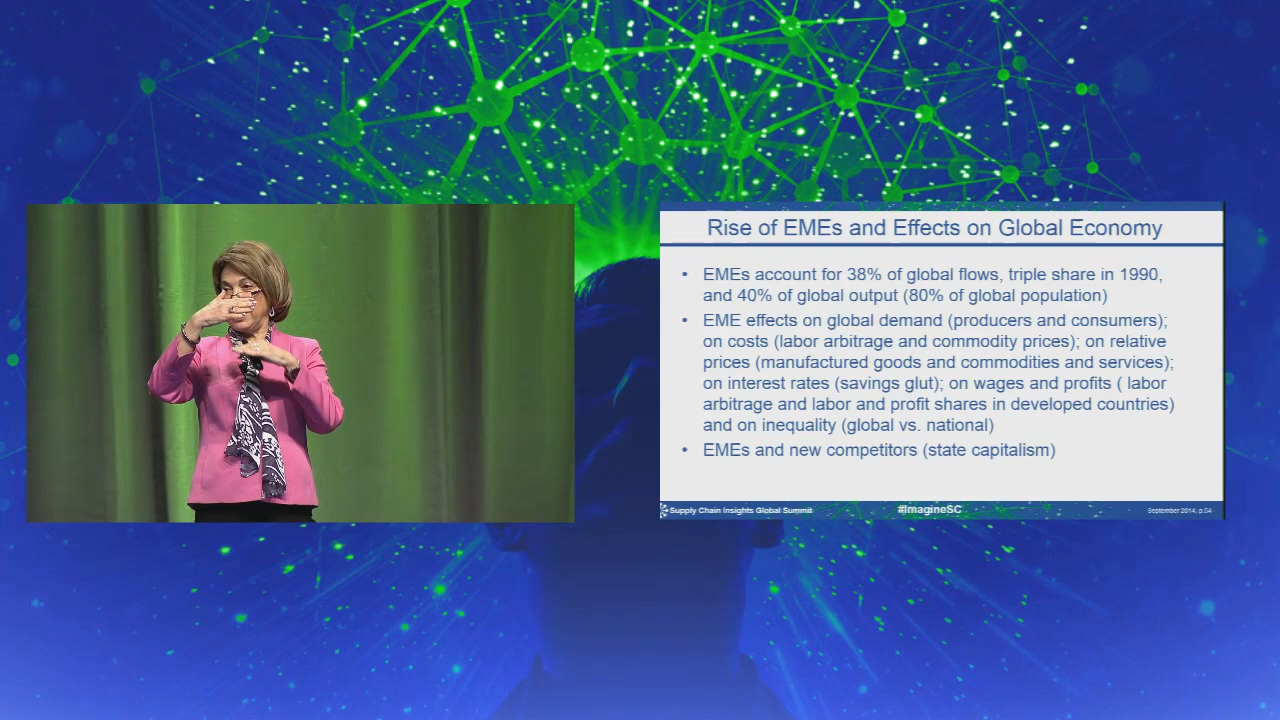 Rise of EMEs and Effects on Global Economy
• EMEs account for 38% of global flows, triple share in 1990,
and 40% of global output (80% of global population)
• EME effects on global demand (producers and consumers);
on costs (labor arbitrage and commodity prices); on relative
prices (manufactured goods and commodities and services);
on interest rates (savings glut); on wages and profits ( labor
arbitrage and labor and profit shares in developed countries)
and on inequality (global vs. national)
• EMEs and new competitors (state capitalism)
Supply Chain Insights Global Summit
#ImagineSC
September 2014, p.54